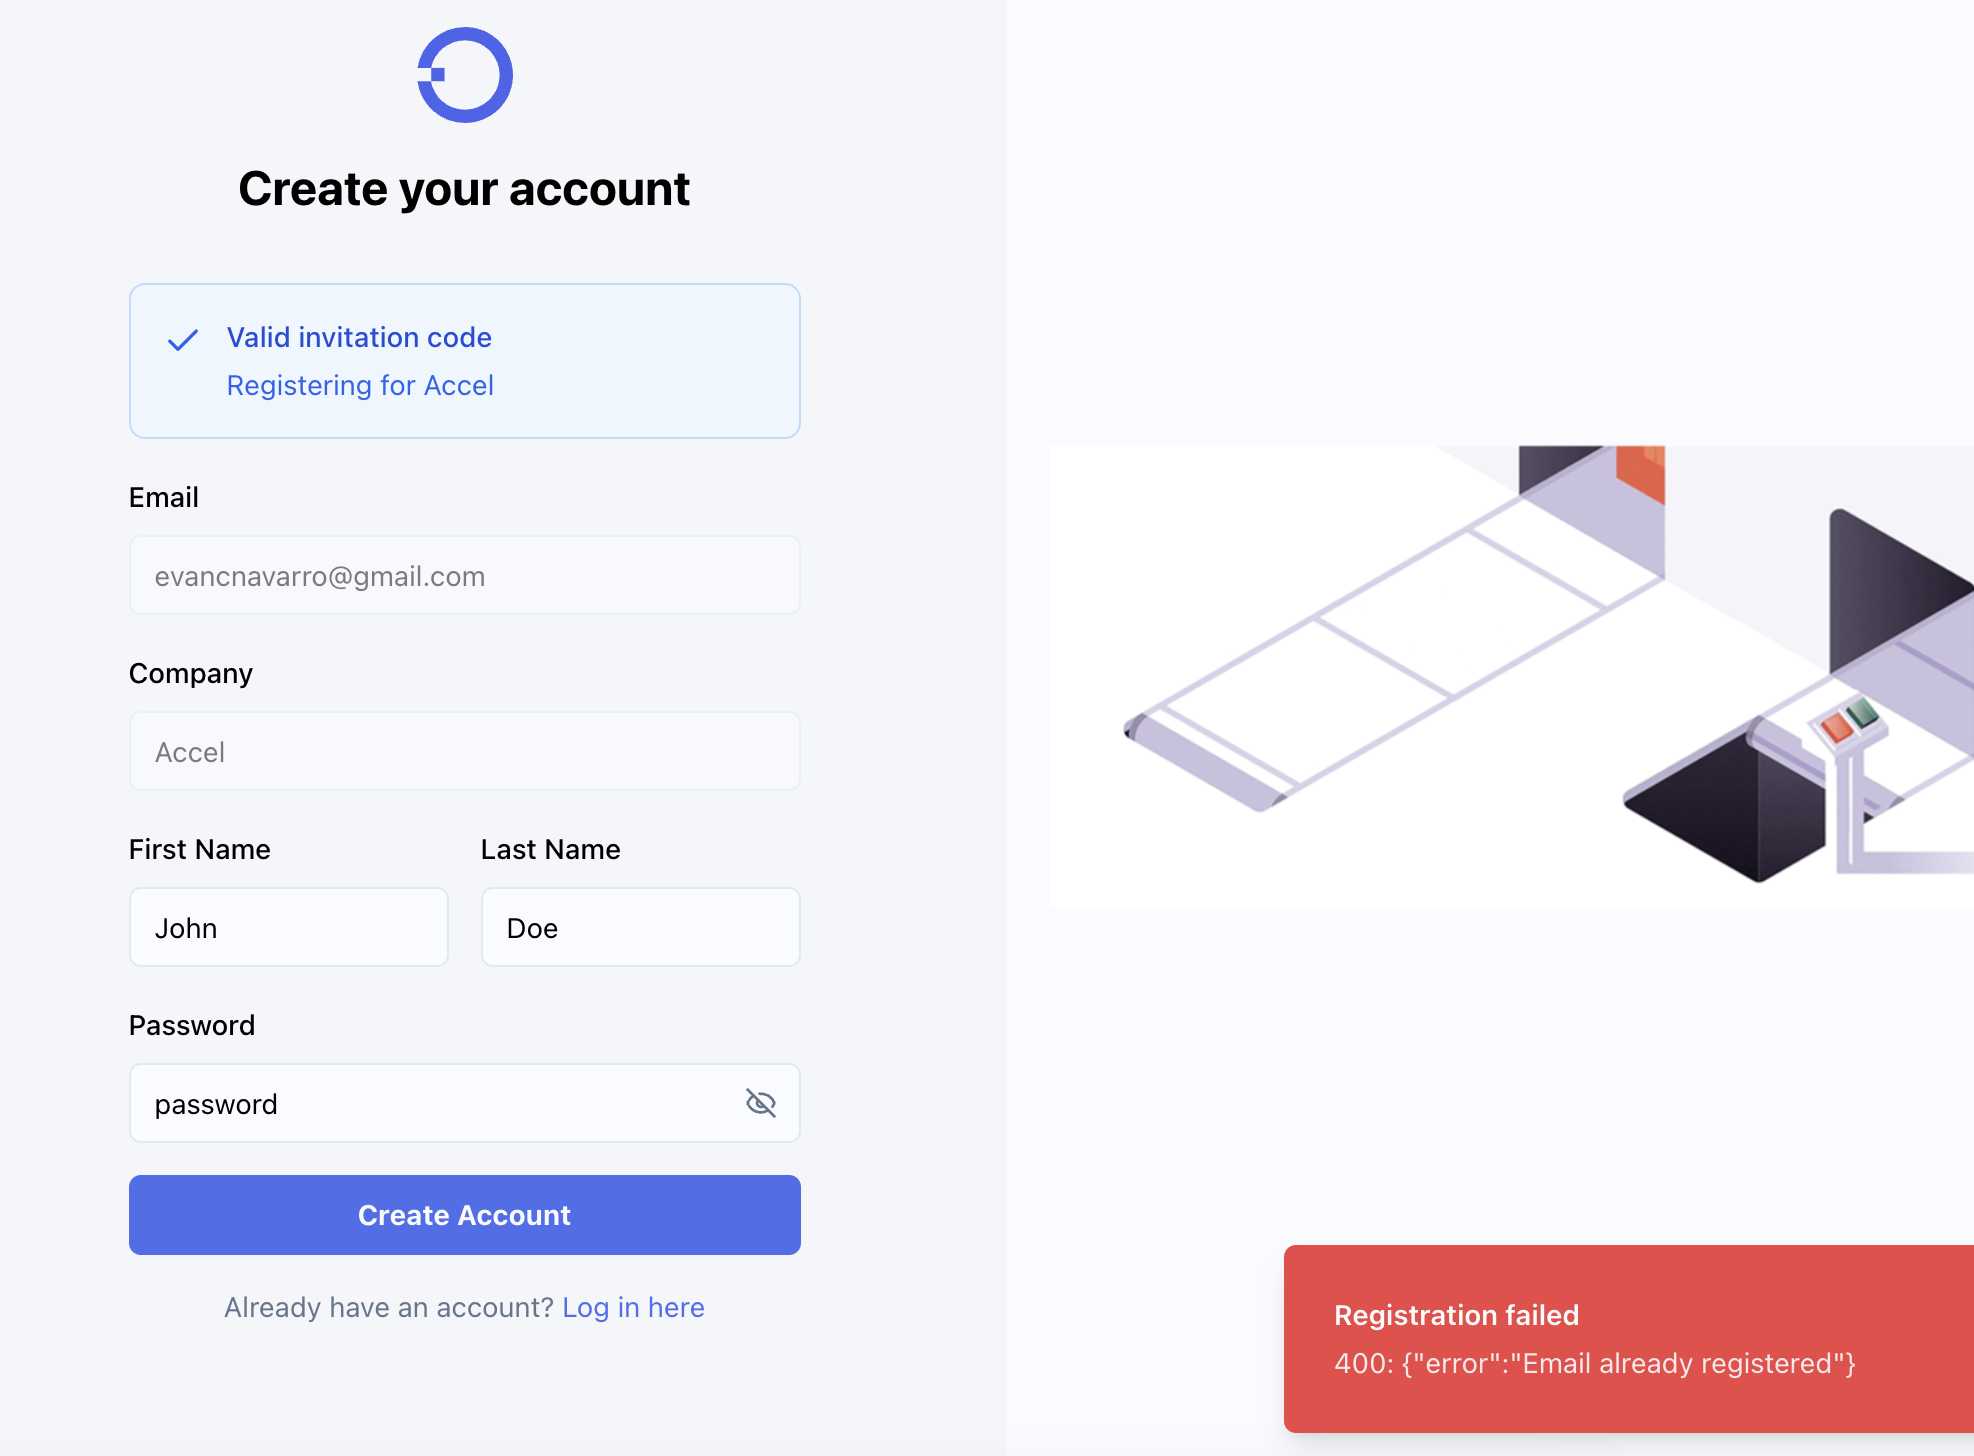 Create your account
Valid invitation code
Registering for Accel
Email
evancnavarro@gmail.com
Company
Accel
First Name
Last Name
John
Doe
Password
password
Create Account
Already have an account? Log in here
Registration failed
400: {"error":"Email already registered"}